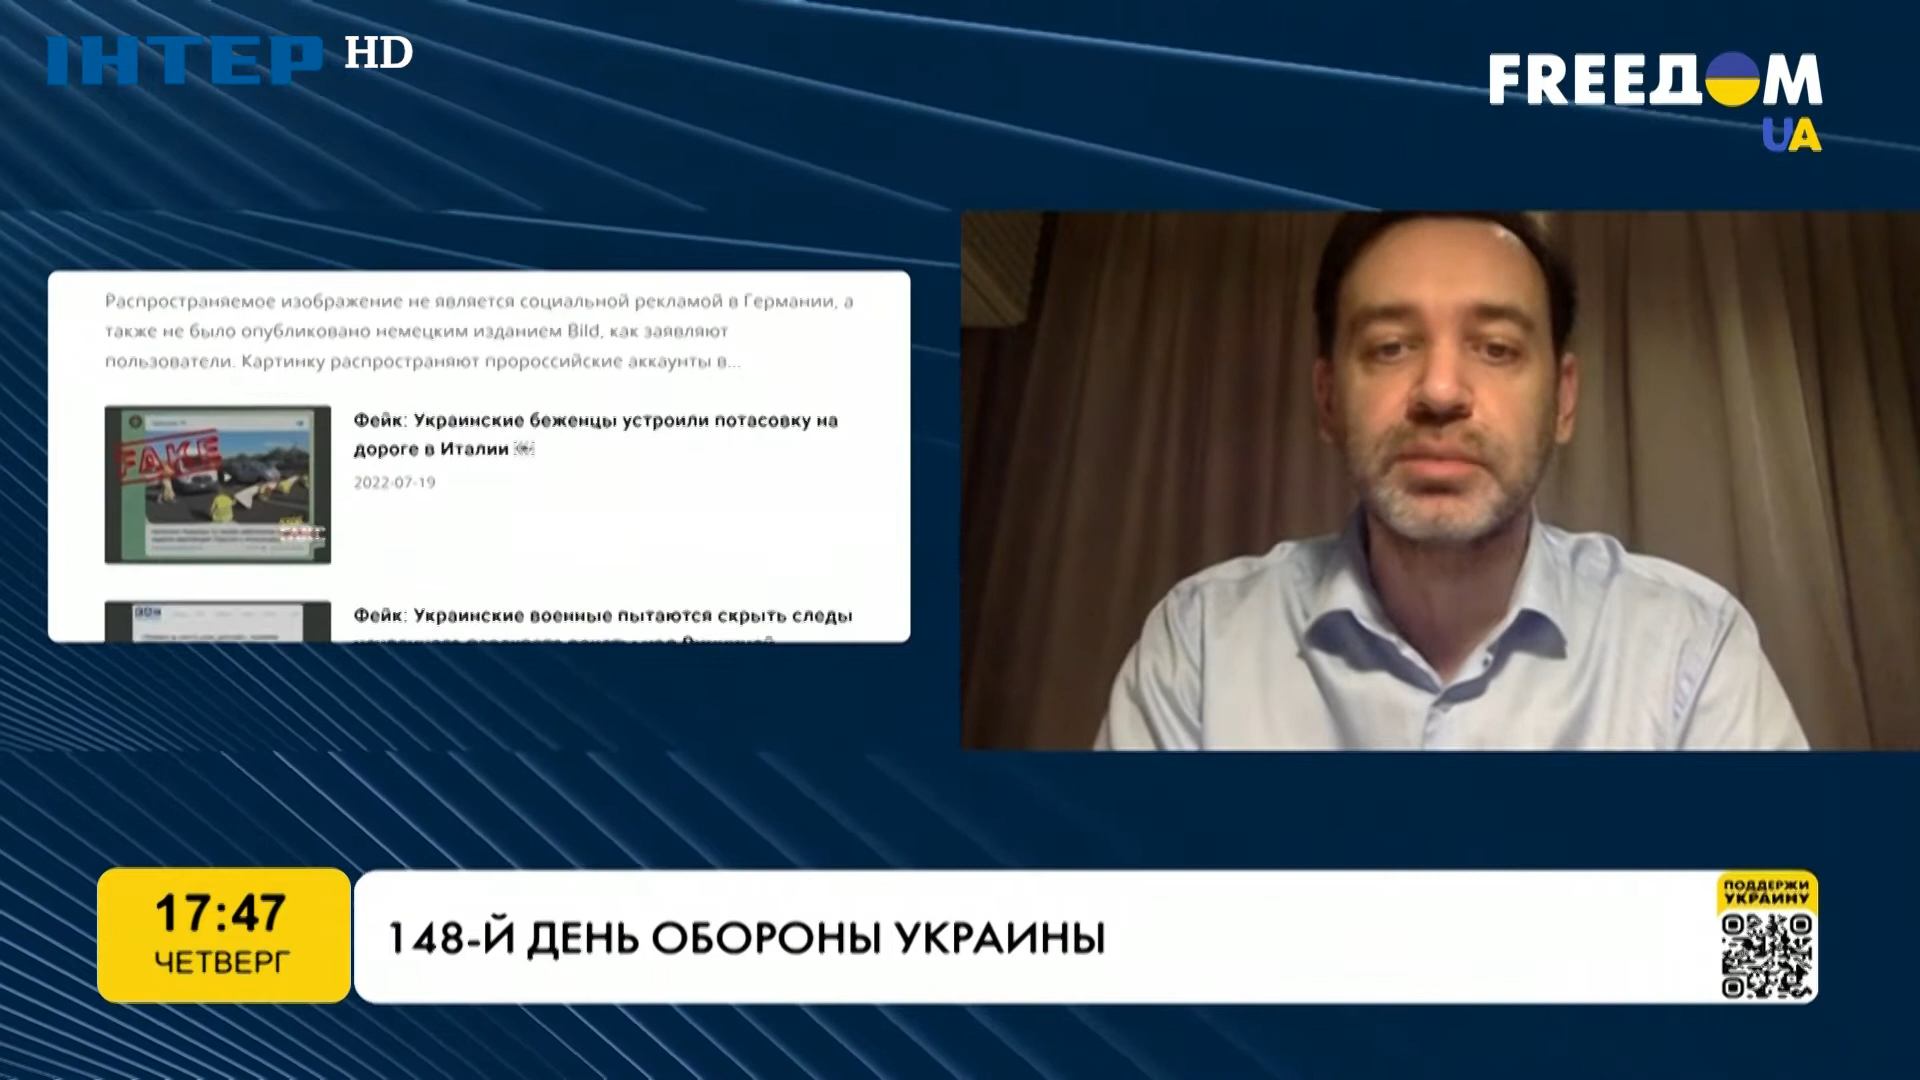 ІНТЕР HD
FREEДOM
UA
Распространяемое изображение не является социальной рекламой в Германии, а
также не было опубликовано немецким изданием Bild, как заявляют
пользователи. Картинку распространяют пророссийские аккаунты в...
FAKE
Фейк: Украинские беженцы устроили потасовку на
дороге в Италии
2022-07-19
Фейк: Украинские военные пытаются скрыть следы
17:47
ЧЕТВЕРГ
148-Й ДЕНЬ ОБОРОНЫ УКРАИНЫ
ПОДДЕРЖИ
УКРАИНУ